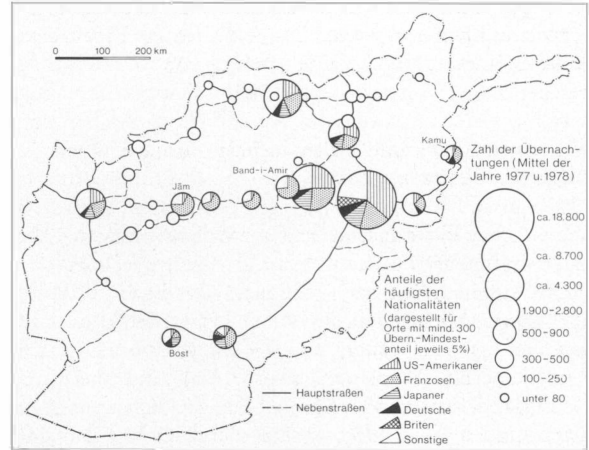 0 100 200 km
Kamu
Band-i-Amir
Jām
Bost
Zahl der Übernach-
tungen (Mittel der
Jahre 1977 u. 1978)
ca. 18.800
ca. 8.700
ca. 4.300
1.900-2.800
500-900
300-500
100-250
unter 80
Anteile der
häufigsten
Nationalitäten
(dargestellt für
Orte mit mind. 300
Übern.-Mindest-
anteil jeweils 5%)
US-Amerikaner
Franzosen
Japaner
Deutsche
Briten
Sonstige
Hauptstraßen
Nebenstraßen